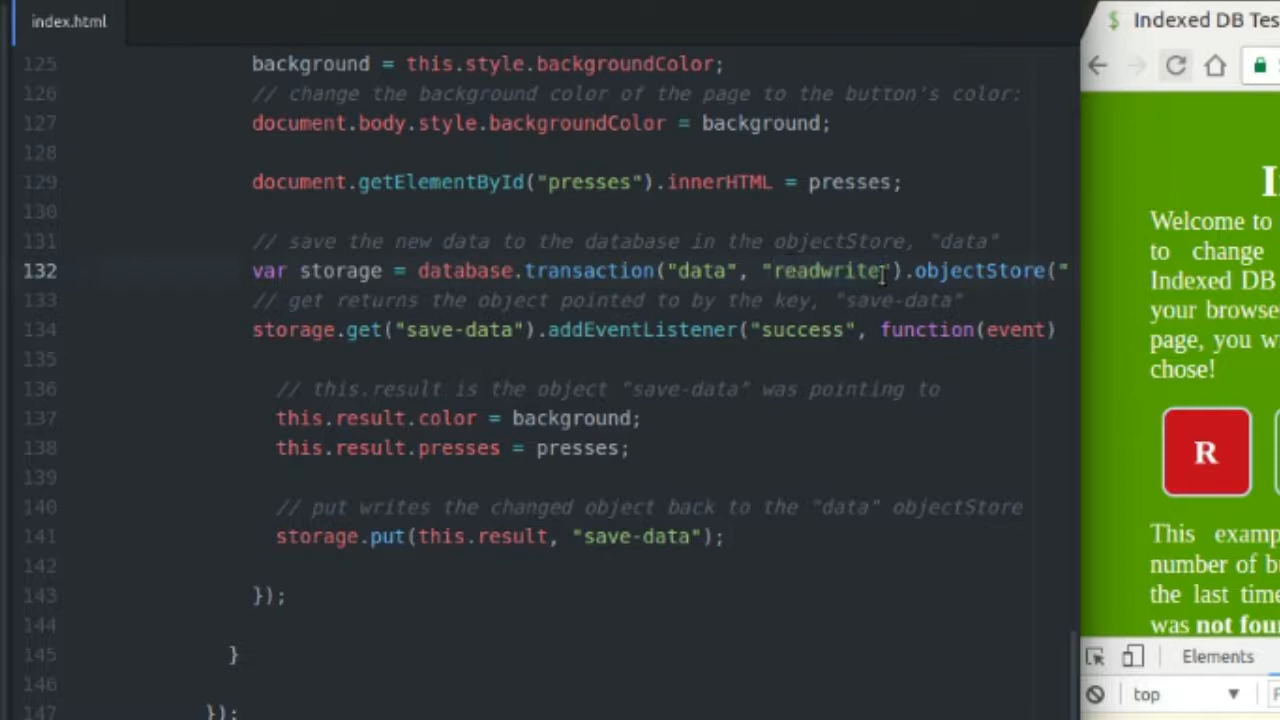 index.html
125 background = this.style.backgroundColor;
126 // change the background color of the page to the button's color:
127 document.body.style.backgroundColor = background;
128
129 document.getElementById("presses").innerHTML = presses;
130
131 // save the new data to the database in the objectStore, "data"
132 var storage = database.transaction("data", "readwrite").objectStore("
133 // get returns the object pointed to by the key, "save-data"
134 storage.get("save-data").addEventListener("success", function(event)
135
136 // this.result is the object "save-data" was pointing to
137 this.result.color = background;
138 this.result.presses = presses;
139
140 // put writes the changed object back to the "data" objectStore
141 storage.put(this.result, "save-data");
142
143 });
144
145 }
146
147 });
$ Indexed DB Tes
Welcome to
to change
Indexed DB
your browse
page, you w
chose!
R
This examp
number of b
the last time
was not fou
Elements
top